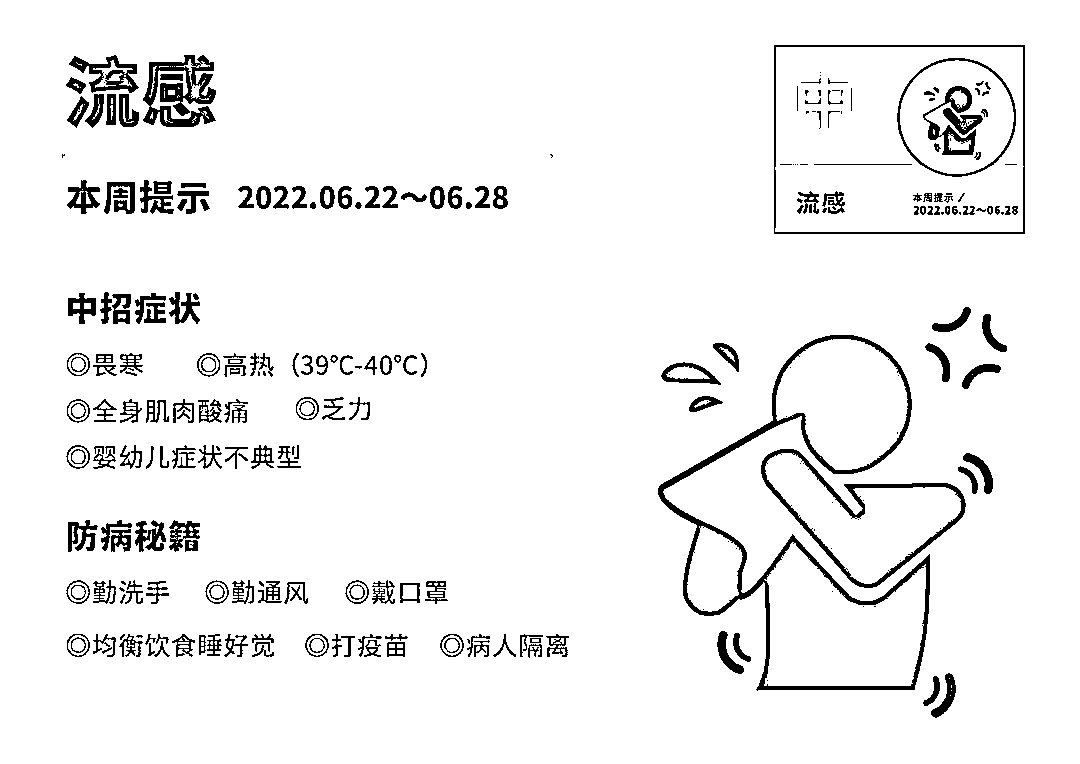 流感
本周提示 2022.06.22～06.28
中招症状
◎畏寒 ◎高热（39℃-40℃）
◎全身肌肉酸痛 ◎乏力
◎婴幼儿症状不典型
防病秘籍
◎勤洗手 ◎勤通风 ◎戴口罩
◎均衡饮食睡好觉 ◎打疫苗 ◎病人隔离
中
流感
本周提示 /
2022.06.22～06.28